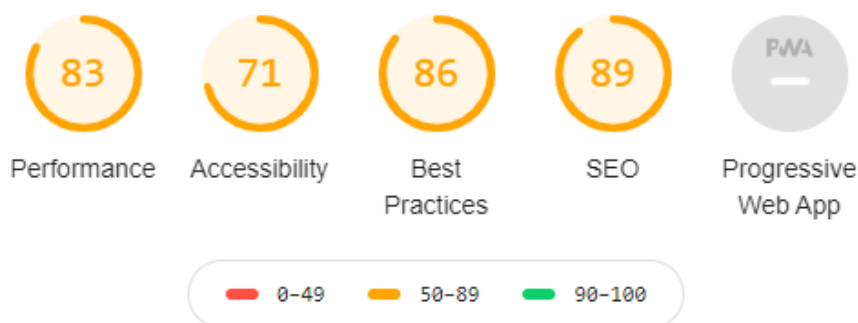 83
71
86
89
PWA
Performance
Accessibility
Best
Practices
SEO
Progressive
Web App
0-49
50-89
90-100